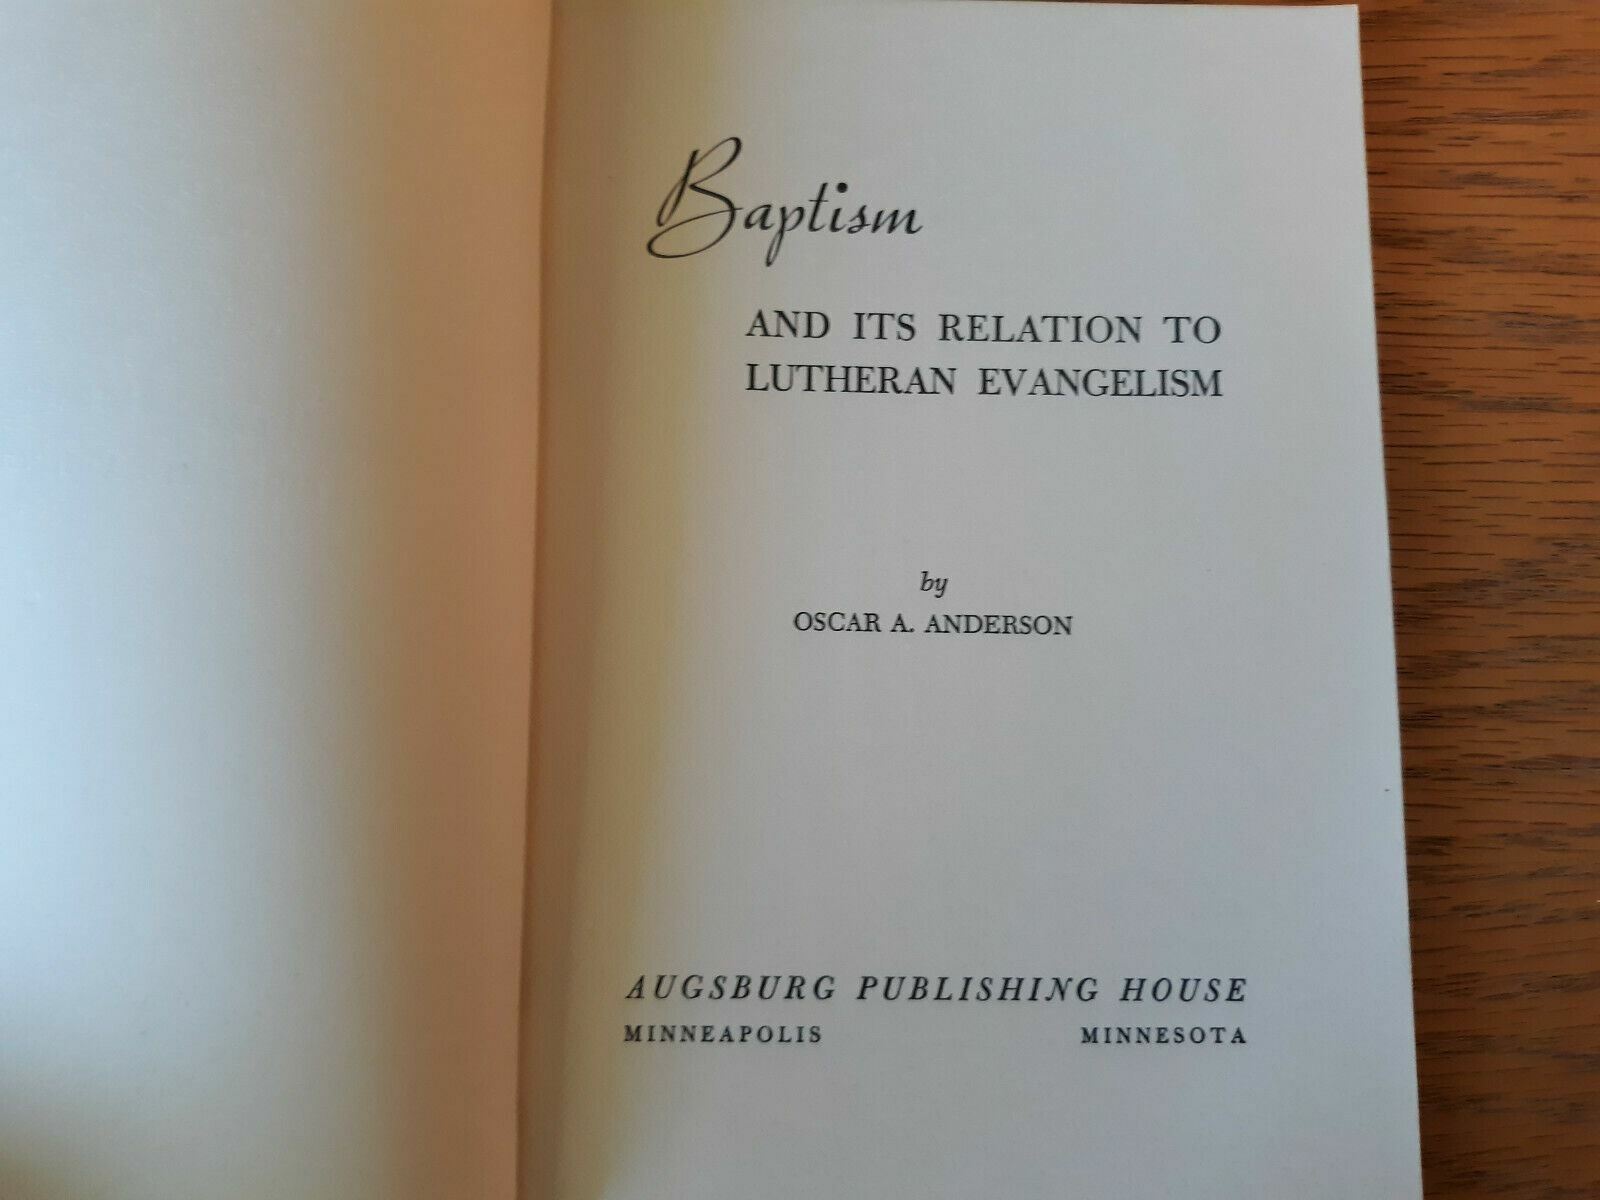 Baptism
AND ITS RELATION TO
LUTHERAN EVANGELISM
by
OSCAR A. ANDERSON
AUGSBURG PUBLISHING HOUSE
MINNEAPOLIS MINNESOTA